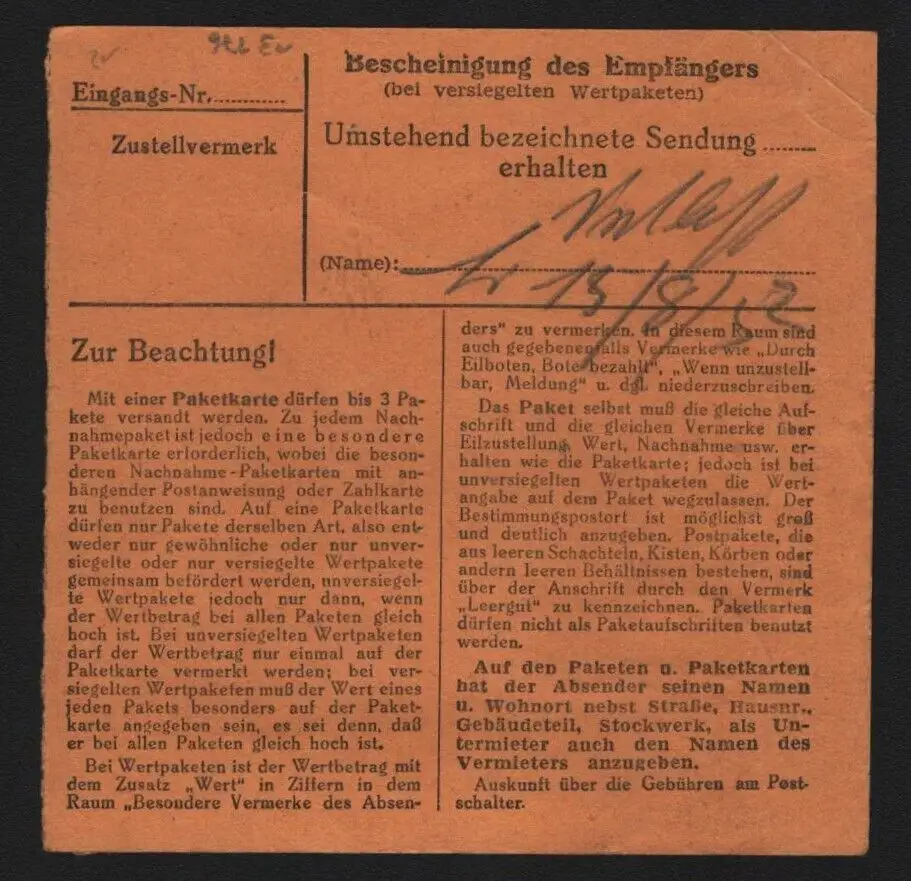 Eingangs-Nr.............
Zustellvermerk
Bescheinigung des Empfängers
(bei versiegelten Wertpaketen)
Umstehend bezeichnete Sendung ........
erhalten
(Name):
13/8/52
Zur Beachtung!
Mit einer Paketkarte dürfen bis 3 Pa-
kete versandt werden. Zu jedem Nach-
nahmepaket ist jedoch eine besondere
Paketkarte erforderlich, wobei die beson-
deren Nachnahme-Paketkarten mit an-
hängender Postanweisung oder Zahlkarte
zu benutzen sind. Auf eine Paketkarte
dürfen nur Pakete derselben Art, also ent-
weder nur gewöhnliche oder nur unver-
siegelte oder nur versiegelte Wertpakete
gemeinsam befördert werden, unversiegel-
te Wertpakete jedoch nur dann, wenn
der Wertbetrag bei allen Paketen gleich
hoch ist. Bei unversiegelten Wertpaketen
darf der Wertbetrag nur einmal auf der
Paketkarte vermerkt werden; bei ver-
siegelten Wertpaketen muß der Wert eines
jeden Pakets besonders auf der Paket-
karte angegeben sein, es sei denn, daß
er bei allen Paketen gleich hoch ist.
Bei Wertpaketen ist der Wertbetrag mit
dem Zusatz „Wert" in Ziffern in dem
Raum „Besondere Vermerke des Absen-
ders" zu vermerken. In diesem Raum sind
auch gegebenenfalls Vermerke wie „Durch
Eilboten, Bote bezahlt", „Wenn unzustell-
bar, Meldung" u. dgl. niederzuschreiben.
Das Paket selbst muß die gleiche Auf-
schrift und die gleichen Vermerke über
Eilzustellung, Wert, Nachnahme usw. er-
halten wie die Paketkarte; jedoch ist bei
unversiegelten Wertpaketen die Wert-
angabe auf dem Paket wegzulassen. Der
Bestimmungspostort ist möglichst groß
und deutlich anzugeben. Postpakete, die
aus leeren Schachteln, Kisten, Körben oder
andern leeren Behältnissen bestehen, sind
über der Anschrift durch den Vermerk
„Leergut" zu kennzeichnen. Paketkarten
dürfen nicht als Paketaufschriften benutzt
werden.
Auf den Paketen u. Paketkarten
hat der Absender seinen Namen
u. Wohnort nebst Straße, Hausnr.,
Gebäudeteil, Stockwerk, als Un-
termieter auch den Namen des
Vermieters anzugeben.
Auskunft über die Gebühren am Post-
schalter.